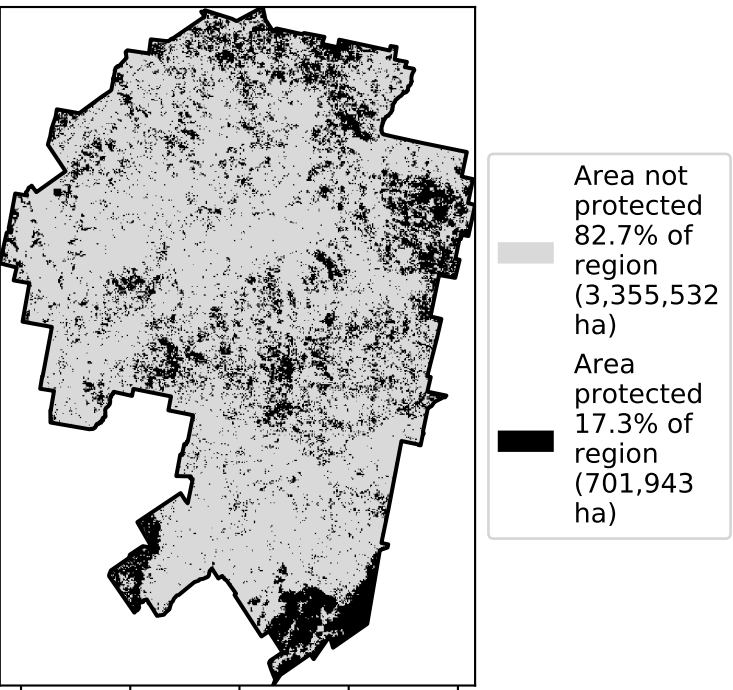 Area not
protected
82.7% of
region
(3,355,532
ha)
Area
protected
17.3% of
region
(701,943
ha)